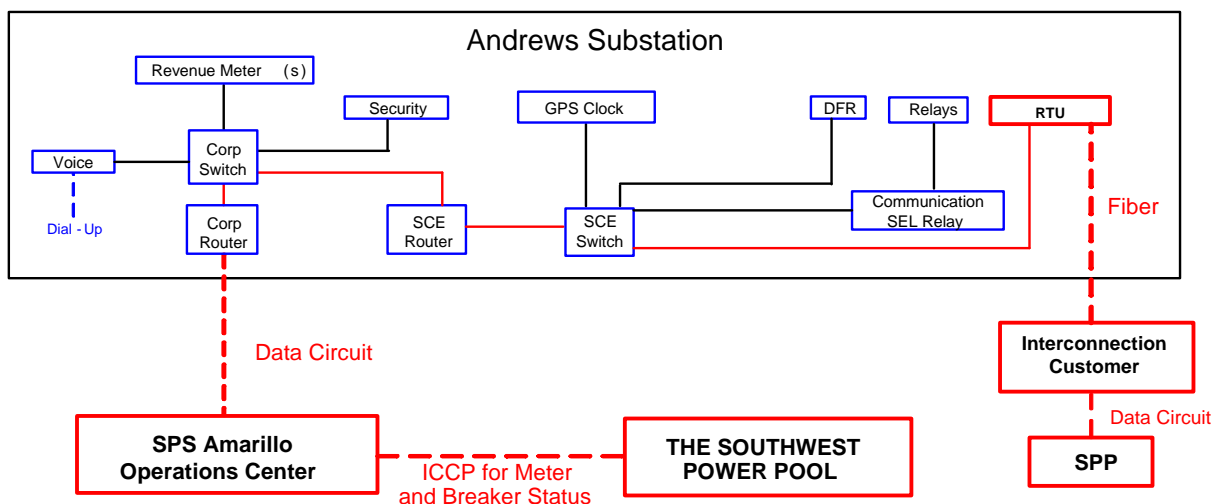 Andrews Substation
Revenue Meter (s)
Security
GPS Clock
DFR
Relays
RTU
Voice
Corp
Switch
Dial - Up
Corp
Router
SCE
Router
SCE
Switch
Communication
SEL Relay
Fiber
Data Circuit
Interconnection
Customer
Data Circuit
SPS Amarillo
Operations Center
ICCP for Meter
and Breaker Status
THE SOUTHWEST
POWER POOL
SPP